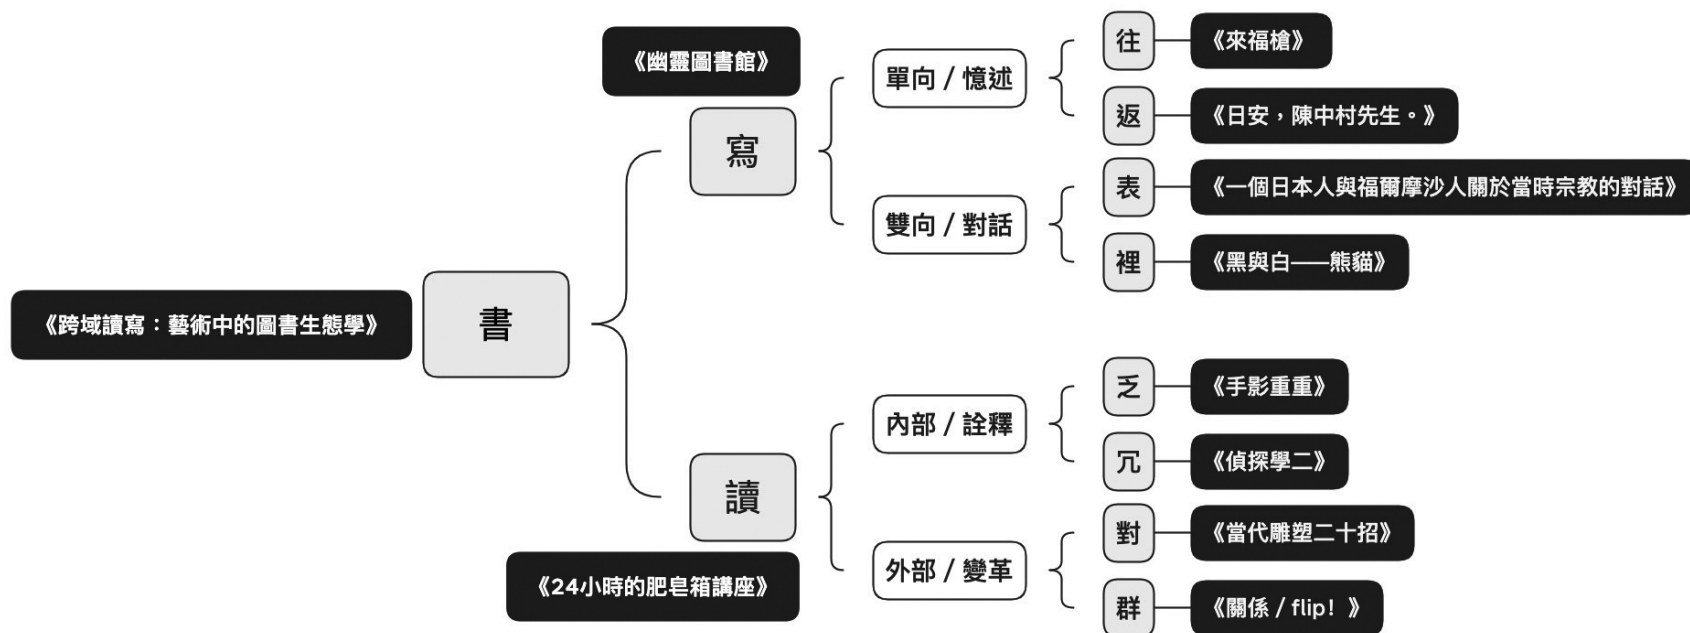 《跨域讀寫：藝術中的圖書生態學》
書
《幽靈圖書館》
寫
單向 / 憶述
往
《來福槍》
返
《日安，陳中村先生。》
雙向 / 對話
表
《一個日本人與福爾摩沙人關於當時宗教的對話》
裡
《黑與白——熊貓》
讀
《24小時的肥皂箱講座》
內部 / 詮釋
乏
《手影重重》
冗
《偵探學二》
外部 / 變革
對
《當代雕塑二十招》
群
《關係 / flip！》